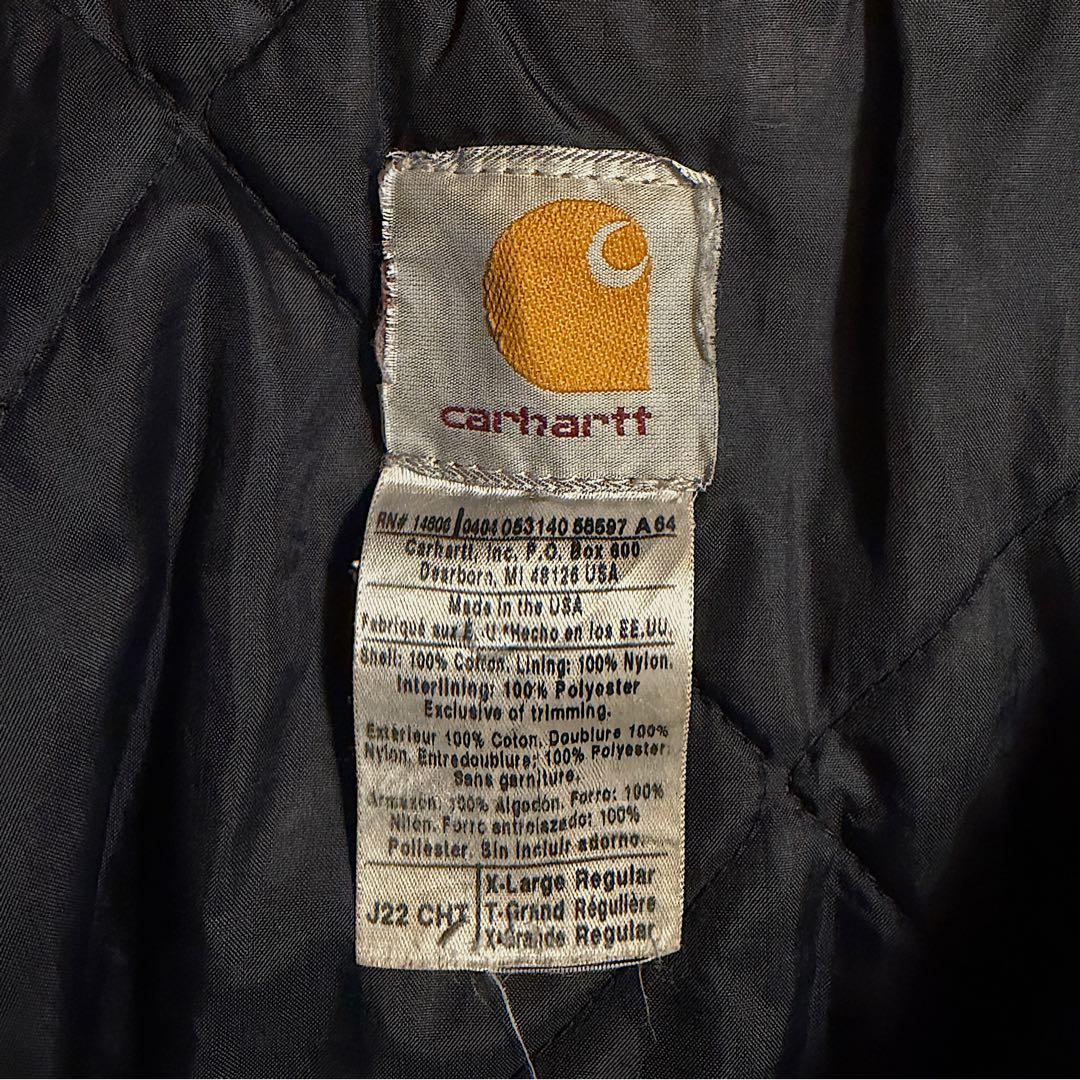 carhartt
RN# 14806/0404 053140 56597 A64
Carhartt, Inc. P.O. Box 600
Dearborn, MI 48126 USA
Made in the USA
Fabriqué aux É. U *Hecho en los EE.UU.
Shell: 100% Cotton. Lining: 100% Nylon.
Interlining: 100% Polyester
Exclusive of trimming.
Extérieur 100% Coton. Doublure 100%
Nylon. Entredoublure; 100% Polyester.
Sans garniture.
Armazon. 100% Algodón. Forro: 100%
Nilon. Forro entrelazado: 100%
Poliester. Sin incluir adorno.
J22 CHT
X-Large Regular
T-Grand Régulière
X-Grande Regular